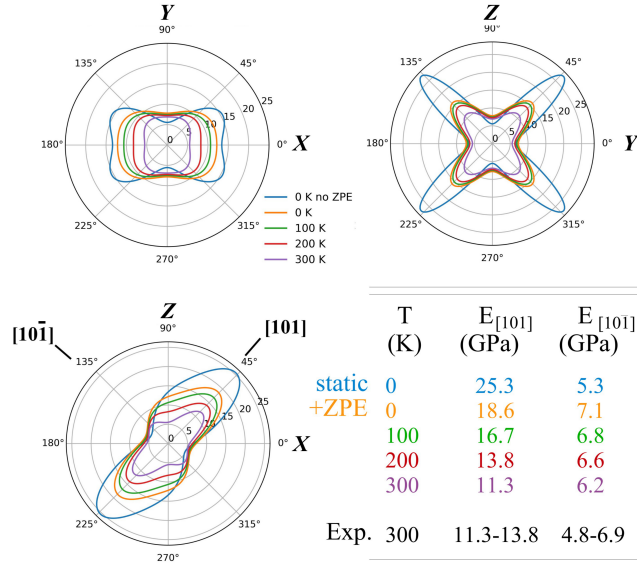 Y
90°
135°
45°
25
20
15
10
5
0
180°
0°
X
225°
315°
270°
0 K no ZPE
0 K
100 K
200 K
300 K
Z
90°
135°
45°
25
20
15
10
5
0
180°
0°
Y
225°
315°
270°
Z
[101̄]
[101]
90°
135°
45°
25
20
15
10
5
0
180°
0°
X
225°
315°
270°
T E[101] E[101̄]
(K) (GPa) (GPa)
static 0 25.3 5.3
+ZPE 0 18.6 7.1
100 16.7 6.8
200 13.8 6.6
300 11.3 6.2
Exp. 300 11.3-13.8 4.8-6.9